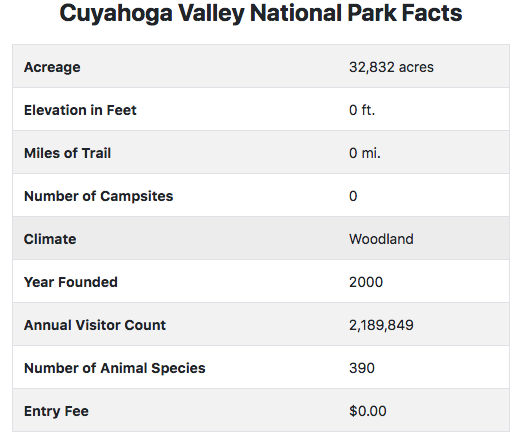 Cuyahoga Valley National Park Facts
Acreage 32,832 acres
Elevation in Feet 0 ft.
Miles of Trail 0 mi.
Number of Campsites 0
Climate Woodland
Year Founded 2000
Annual Visitor Count 2,189,849
Number of Animal Species 390
Entry Fee $0.00